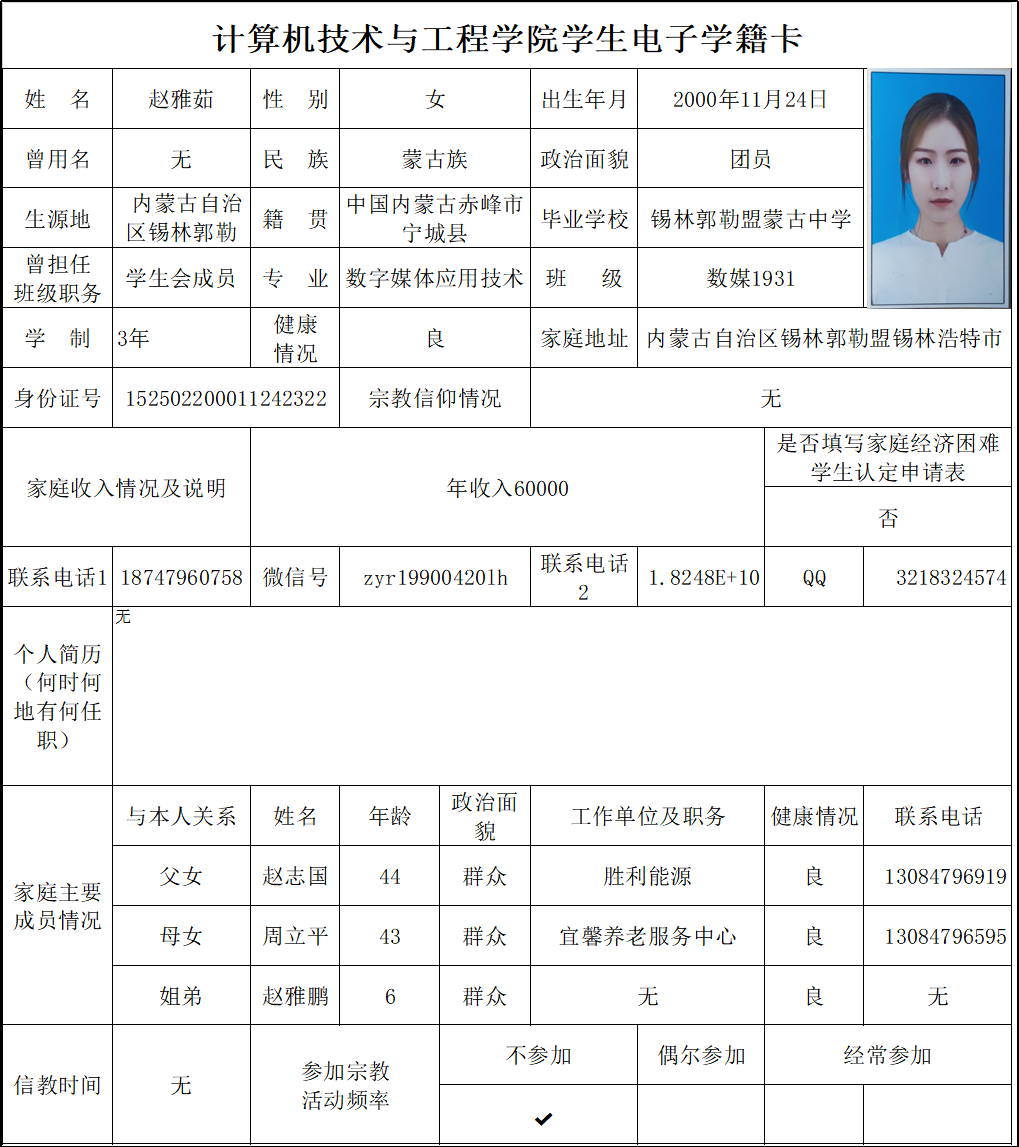 计算机技术与工程学院学生电子学籍卡
姓 名 赵雅茹 性 别 女 出生年月 2000年11月24日
曾用名 无 民 族 蒙古族 政治面貌 团员
生源地 内蒙古自治
区锡林郭勒 籍 贯 中国内蒙古赤峰市
宁城县 毕业学校 锡林郭勒盟蒙古中学
曾担任
班级职务 学生会成员 专 业 数字媒体应用技术 班 级 数媒1931
学 制 3年 健康
情况 良 家庭地址 内蒙古自治区锡林郭勒盟锡林浩特市
身份证号 152502200011242322 宗教信仰情况 无
家庭收入情况及说明 年收入60000 是否填写家庭经济困难
学生认定申请表
否
联系电话1 18747960758 微信号 zyr19900420lh 联系电话
2 1.8248E+10 QQ 3218324574
个人简历
（何时何
地有何任
职） 无
家庭主要
成员情况
与本人关系 姓名 年龄 政治面
貌 工作单位及职务 健康情况 联系电话
父女 赵志国 44 群众 胜利能源 良 13084796919
母女 周立平 43 群众 宜馨养老服务中心 良 13084796595
姐弟 赵雅鹏 6 群众 无 良 无
信教时间 无 参加宗教
活动频率 不参加 偶尔参加 经常参加
✔